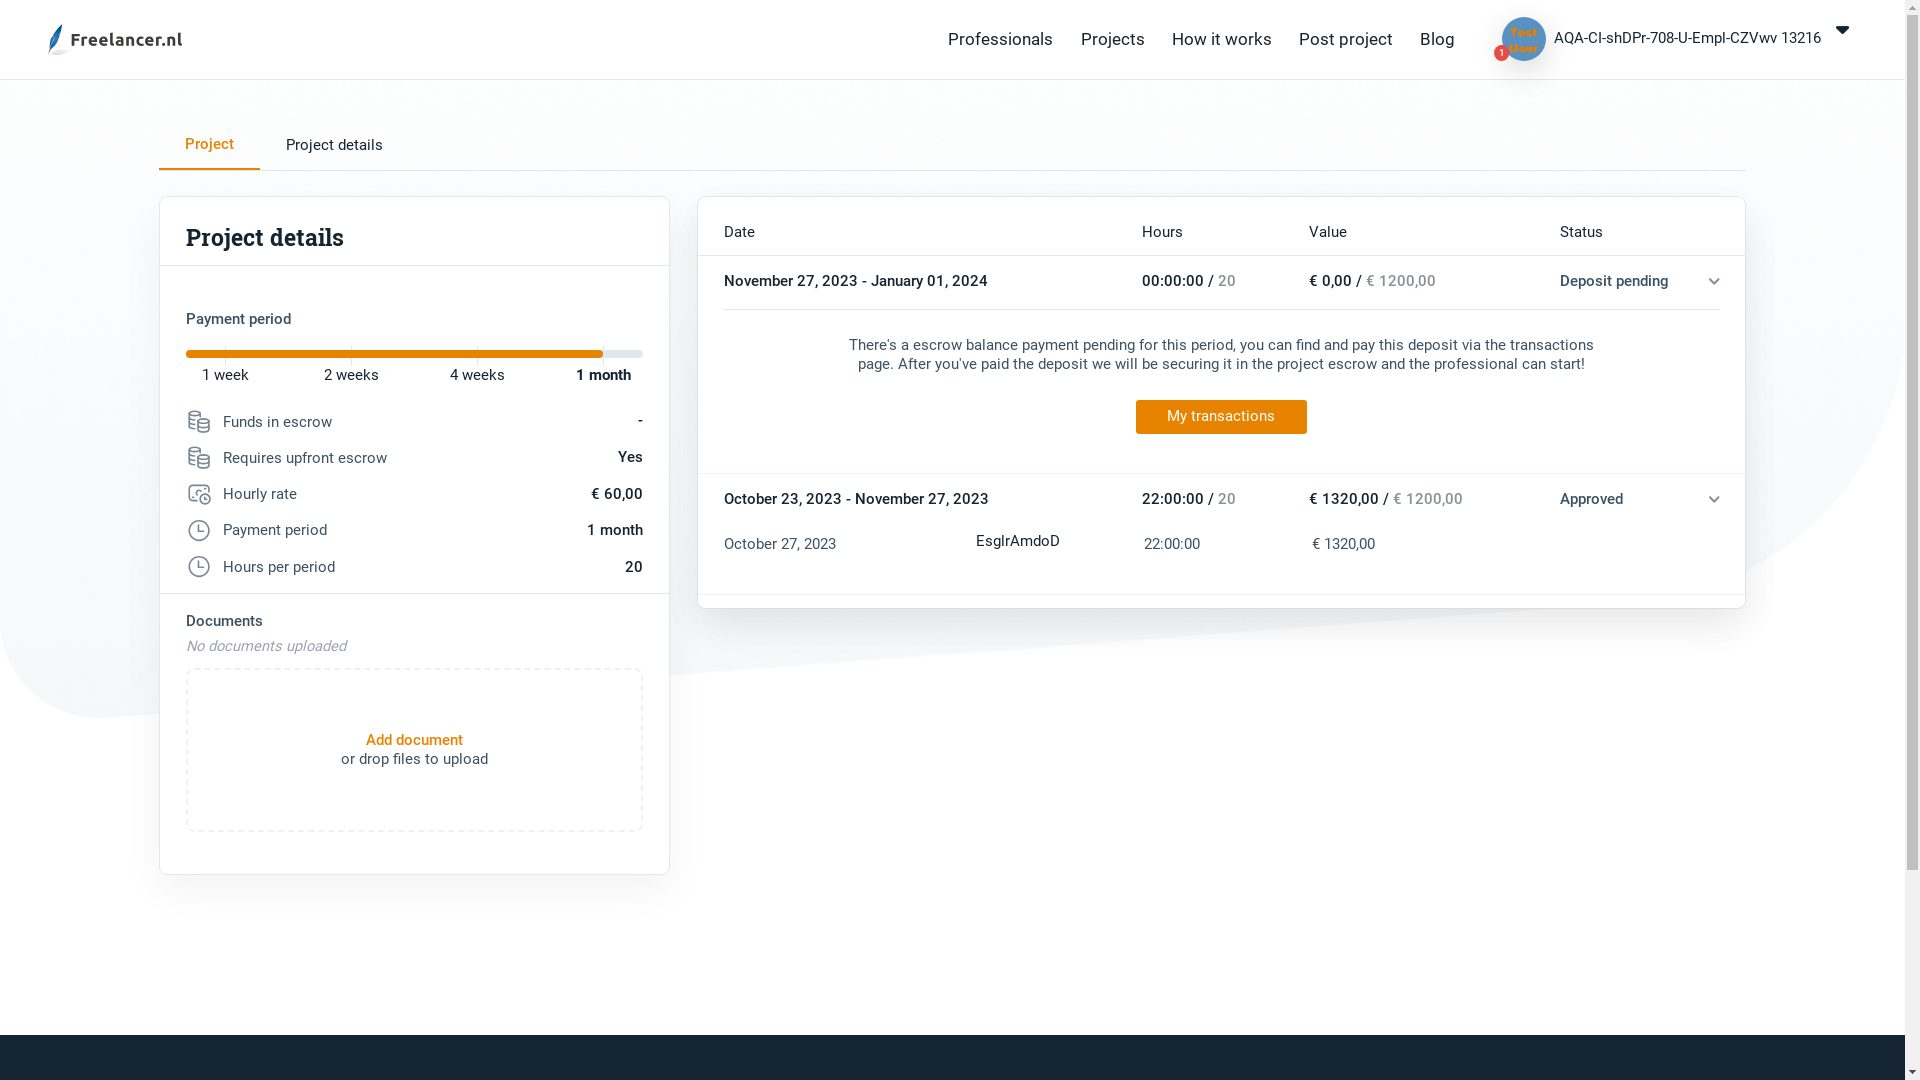 Freelancer.nl
Professionals Projects How it works Post project Blog
Test User
1
AQA-CI-shDPr-708-U-Empl-CZVwv 13216
Project
Project details
Project details
Payment period
1 week 2 weeks 4 weeks 1 month
Funds in escrow -
Requires upfront escrow Yes
Hourly rate € 60,00
Payment period 1 month
Hours per period 20
Documents
No documents uploaded
Add document
or drop files to upload
Date Hours Value Status
November 27, 2023 - January 01, 2024 00:00:00 / 20 € 0,00 / € 1200,00 Deposit pending
There's a escrow balance payment pending for this period, you can find and pay this deposit via the transactions
page. After you've paid the deposit we will be securing it in the project escrow and the professional can start!
My transactions
October 23, 2023 - November 27, 2023 22:00:00 / 20 € 1320,00 / € 1200,00 Approved
October 27, 2023 EsgIrAmdoD 22:00:00 € 1320,00